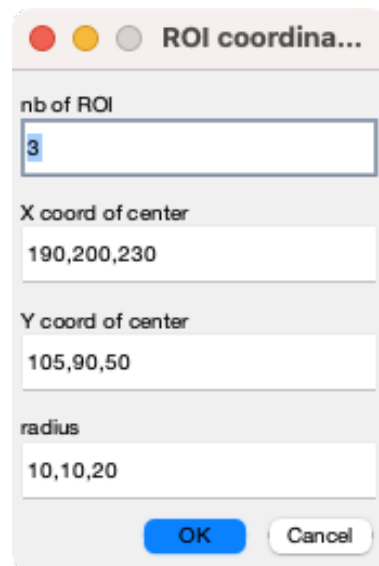 ROI coordina...
nb of ROI
3
X coord of center
190,200,230
Y coord of center
105,90,50
radius
10,10,20
OK Cancel